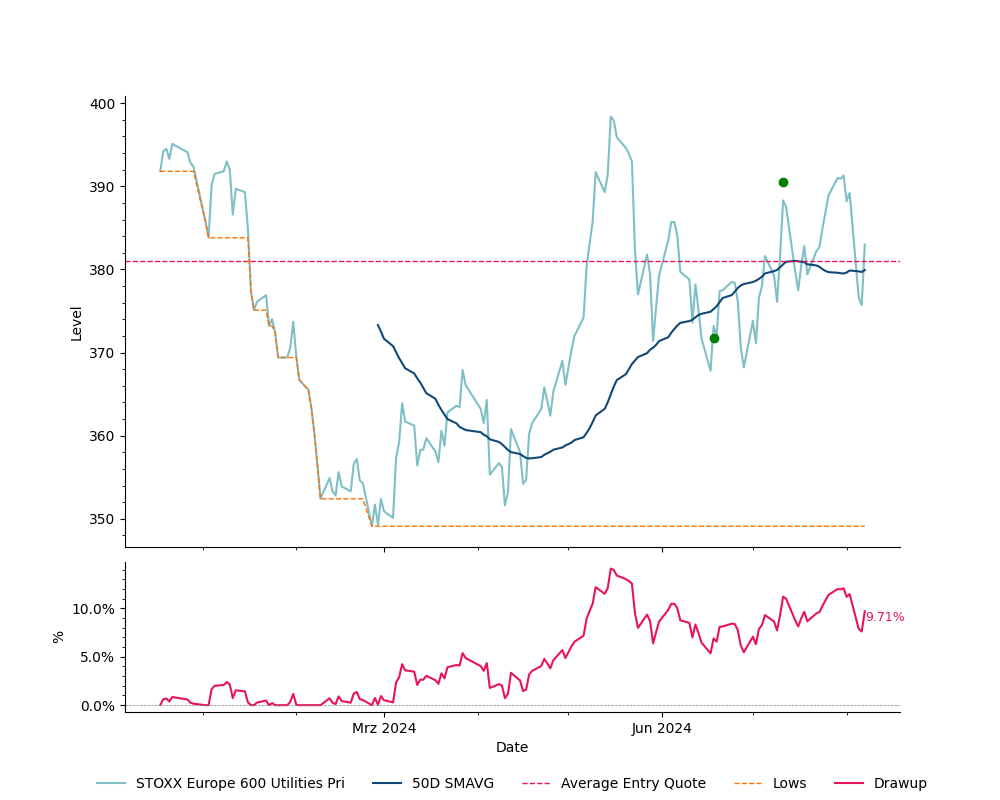 400
390
380
370
360
350
Level
10.0%
5.0%
0.0%
%
9.71%
Mrz 2024
Jun 2024
Date
STOXX Europe 600 Utilities Pri
50D SMAVG
Average Entry Quote
Lows
Drawup